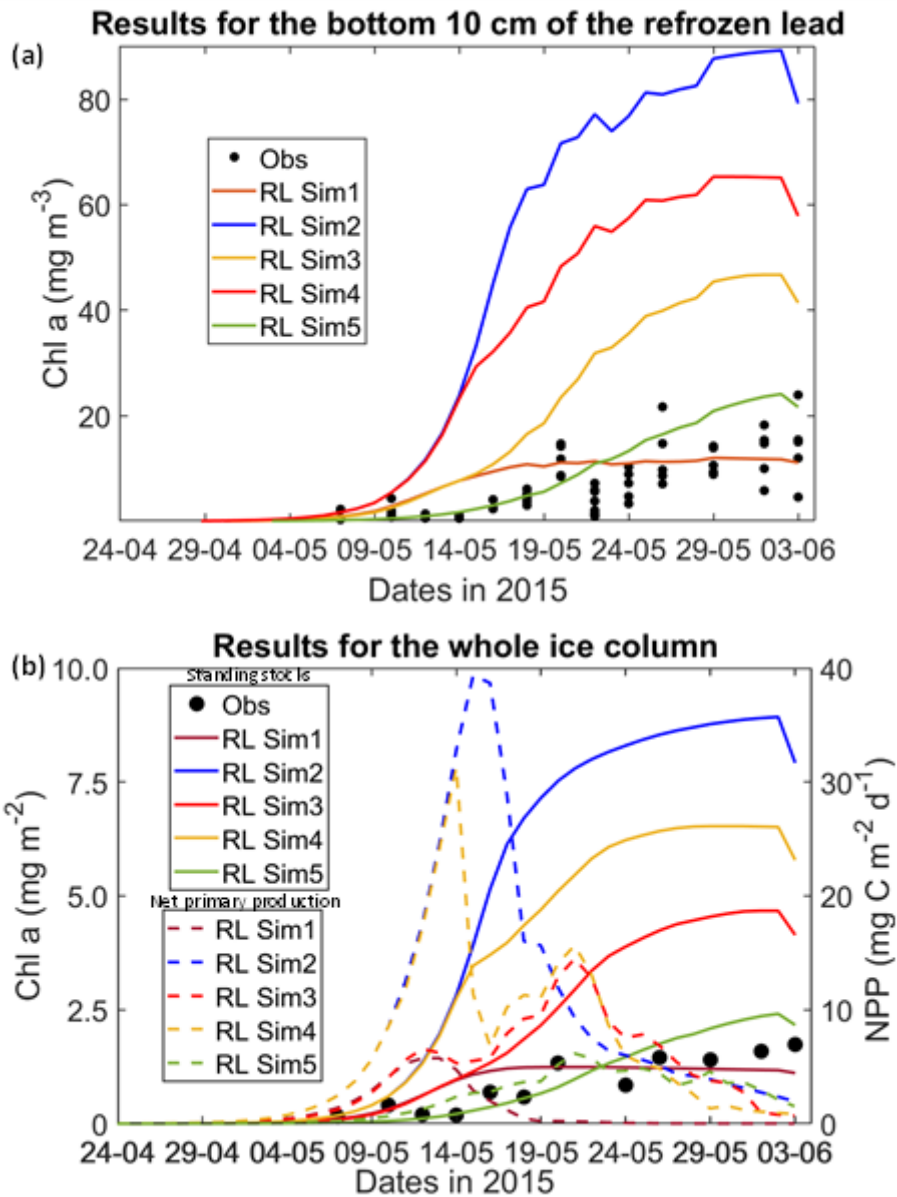 Results for the bottom 10 cm of the refrozen lead
(a)
80
60
40
20
Chl a (mg m-3)
Obs
RL Sim1
RL Sim2
RL Sim3
RL Sim4
RL Sim5
24-04 29-04 04-05 09-05 14-05 19-05 24-05 29-05 03-06
Dates in 2015
Results for the whole ice column
(b)
10.0
7.5
5.0
2.5
0
Chl a (mg m-2)
Standing stocks
Obs
RL Sim1
RL Sim2
RL Sim3
RL Sim4
RL Sim5
Net primary production
RL Sim1
RL Sim2
RL Sim3
RL Sim4
RL Sim5
40
30
20
10
0
NPP (mg C m-2 d-1)
24-04 29-04 04-05 09-05 14-05 19-05 24-05 29-05 03-06
Dates in 2015